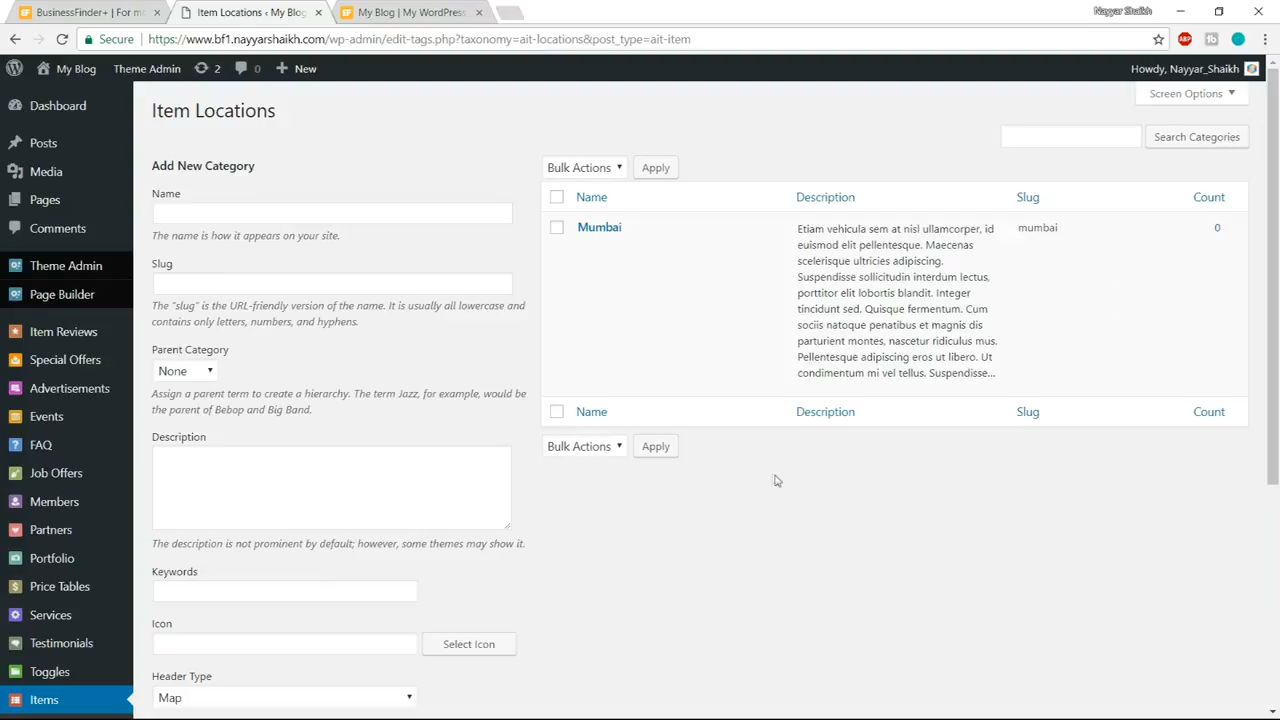 BusinessFinder+ | For m
Item Locations ‹ My Blog
My Blog | My WordPress
Nayyar Shaikh
Secure
https://www.bf1.nayyarshaikh.com/wp-admin/edit-tags.php?taxonomy=ait-locations&post_type=ait-item
ABP
tb
My Blog
Theme Admin
2
0
New
Howdy, Nayyar_Shaikh
Dashboard
Posts
Media
Pages
Comments
Theme Admin
Page Builder
Item Reviews
Special Offers
Advertisements
Events
FAQ
Job Offers
Members
Partners
Portfolio
Price Tables
Services
Testimonials
Toggles
Items
Screen Options
Item Locations
Search Categories
Add New Category
Name
The name is how it appears on your site.
Slug
The "slug" is the URL-friendly version of the name. It is usually all lowercase and
contains only letters, numbers, and hyphens.
Parent Category
None
Assign a parent term to create a hierarchy. The term Jazz, for example, would be
the parent of Bebop and Big Band.
Description
The description is not prominent by default; however, some themes may show it.
Keywords
Icon
Select Icon
Header Type
Map
Bulk Actions
Apply
Name
Description
Slug
Count
Mumbai
Etiam vehicula sem at nisl ullamcorper, id
euismod elit pellentesque. Maecenas
scelerisque ultricies adipiscing.
Suspendisse sollicitudin interdum lectus,
porttitor elit lobortis blandit. Integer
tincidunt sed. Quisque fermentum. Cum
sociis natoque penatibus et magnis dis
parturient montes, nascetur ridiculus mus.
Pellentesque adipiscing eros ut libero. Ut
condimentum mi vel tellus. Suspendisse...
mumbai
0
Name
Description
Slug
Count
Bulk Actions
Apply